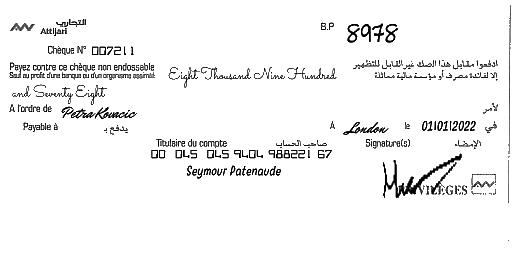 التجاري
Attijari
B.P 8978
Chèque N° 007211
Payez contre ce chèque non endossable
Sauf au profit d'une banque ou d'un organisme assimilé
Eight Thousand Nine Hundred
ادفعوا مقابل هذا الصك غير القابل للتظهير
إلا لفائدة مصرف أو مؤسسة مالية مماثلة
and Seventy Eight
A l'ordre de Petra Kovacic لأمر
Payable à يدفع بـ
A London le 01/01/2022 في
Titulaire du compte صاحب الحساب
Signature(s) الإمضاء
00 045 045 9404 988221 67
Seymour Patenaude
PRIVILÈGES